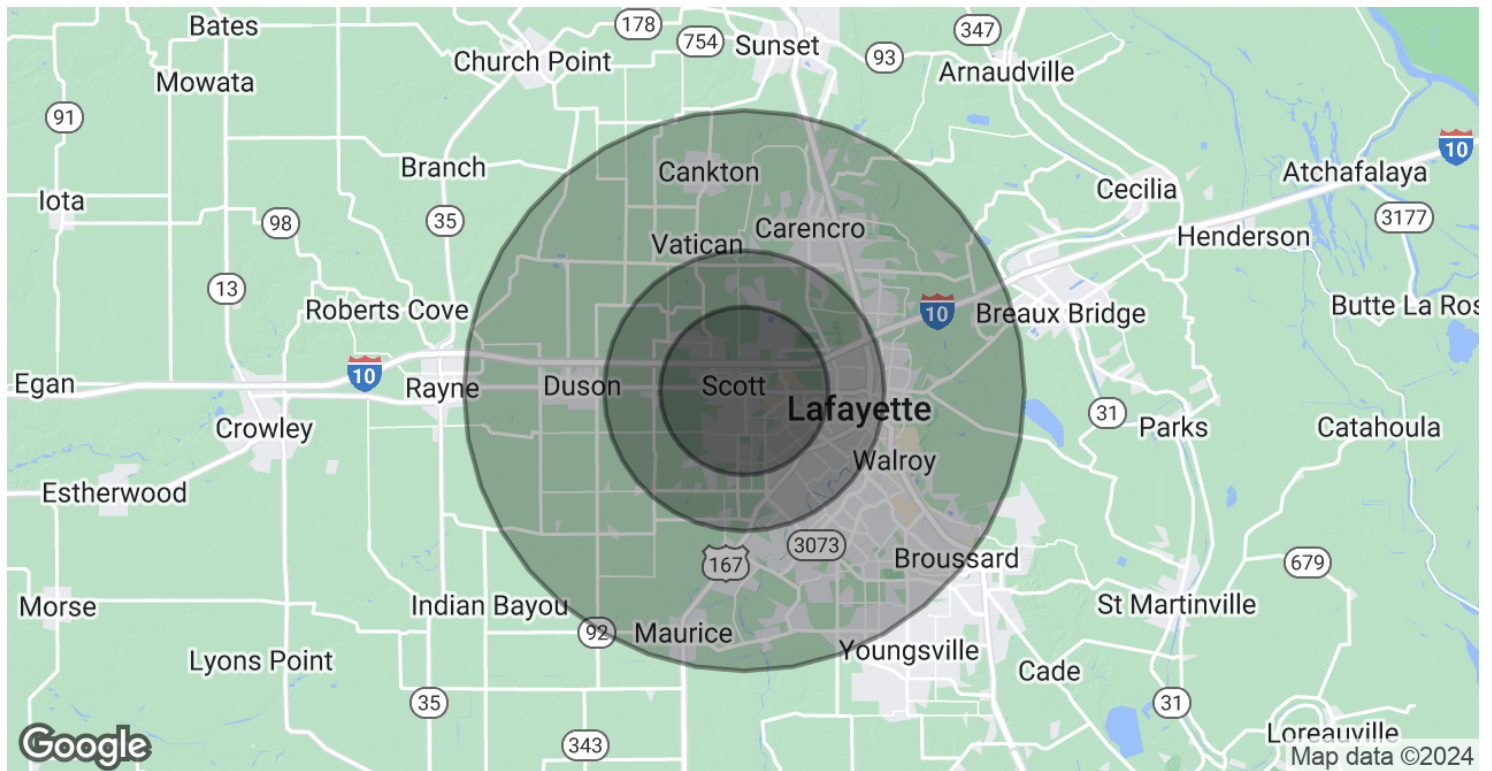 Bates
178
754
Sunset
347
93
Church Point
Arnaudville
Mowata
91
10
Branch
Cankton
Atchafalaya
Cecilia
Iota
98
35
3177
Carencro
Vatican
Henderson
13
Roberts Cove
10
Breaux Bridge
Butte La Ros
10
Egan
Rayne
Duson
Scott
Lafayette
31
Crowley
Parks
Catahoula
Walroy
Estherwood
3073
167
Broussard
679
Morse
Indian Bayou
St Martinville
92
Maurice
Youngsville
Lyons Point
Cade
35
31
Loreauville
Google
343
Map data ©2024